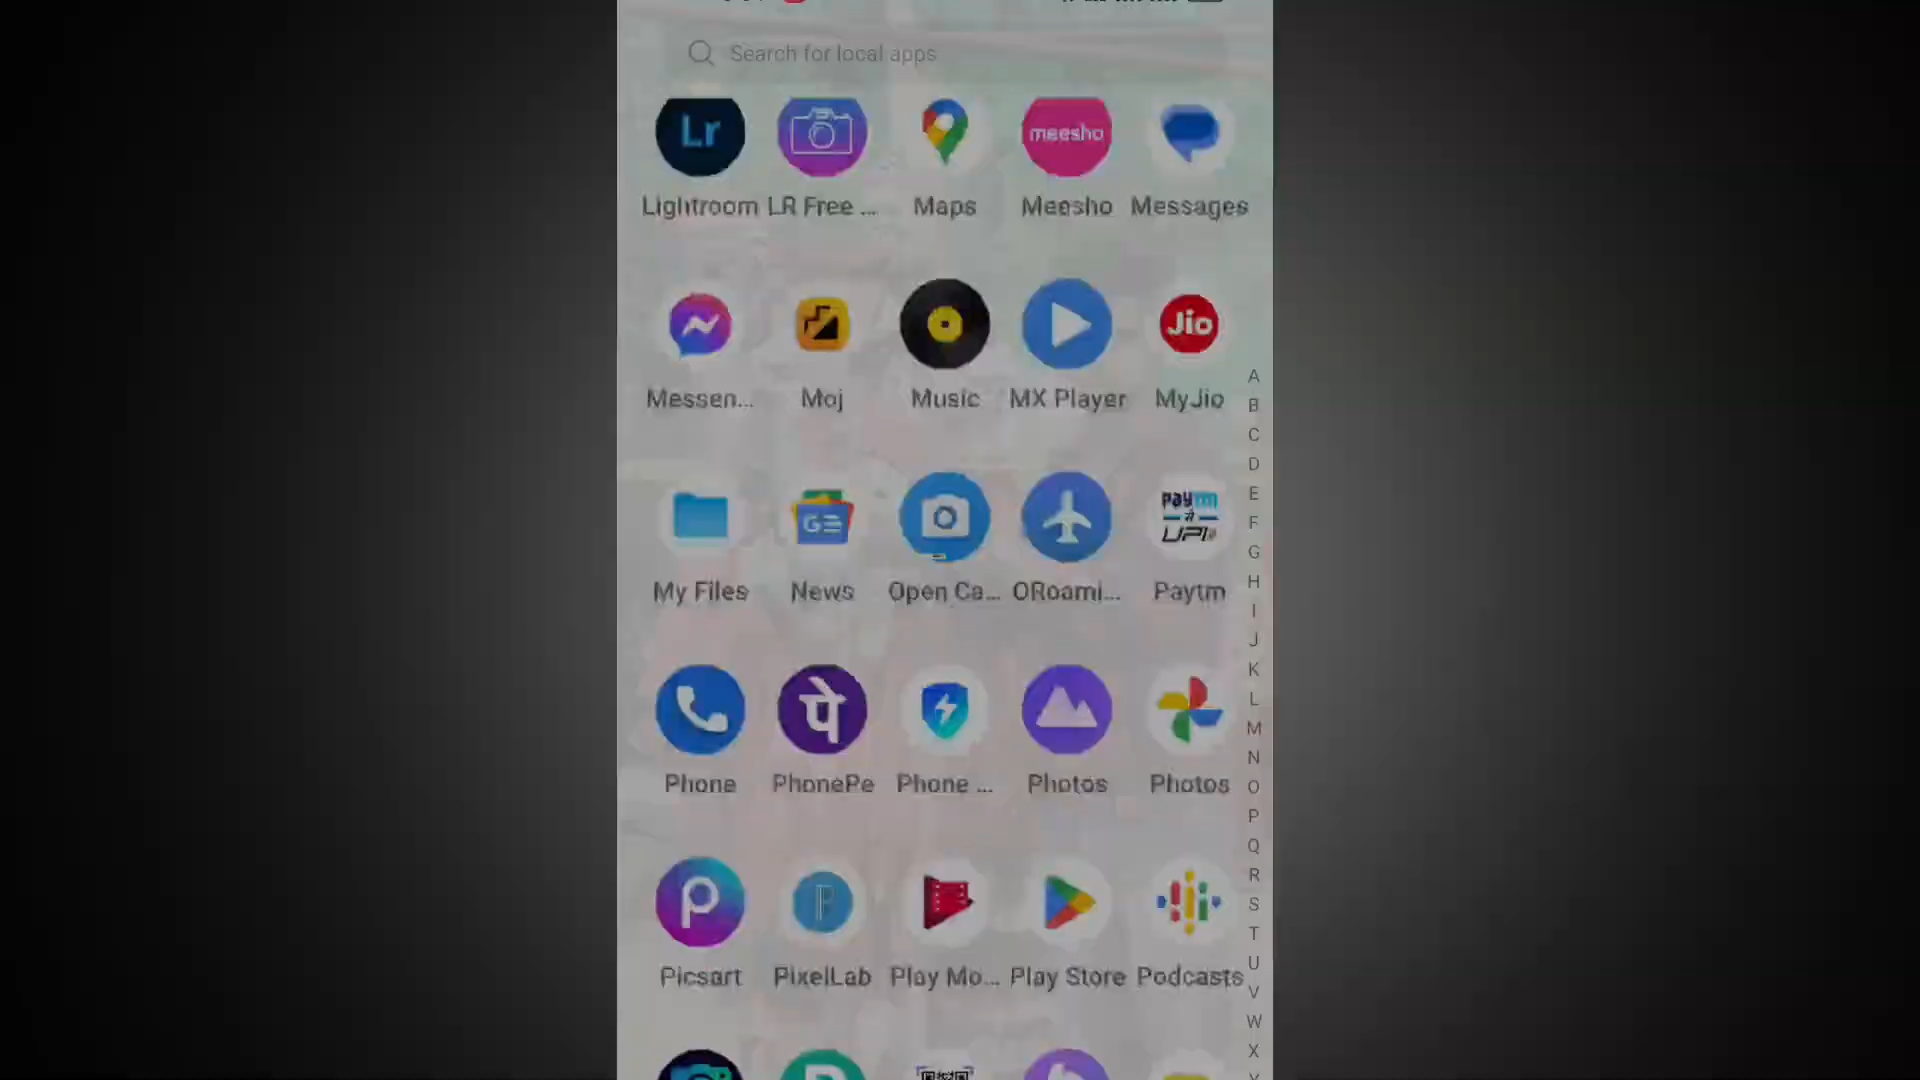 Search for local apps
Lr
meesho
Lightroom LR Free ... Maps Meesho Messages
Jio
Messen... Moj Music MX Player MyJio
A
B
C
D
E
F
G
H
I
J
K
L
M
N
O
P
Q
R
S
T
U
V
W
X
GE
Paytm
UPI
My Files News Open Ca... ORoami... Paytm
पे
Phone PhonePe Phone ... Photos Photos
P
P
Picsart PixelLab Play Mo... Play Store Podcasts